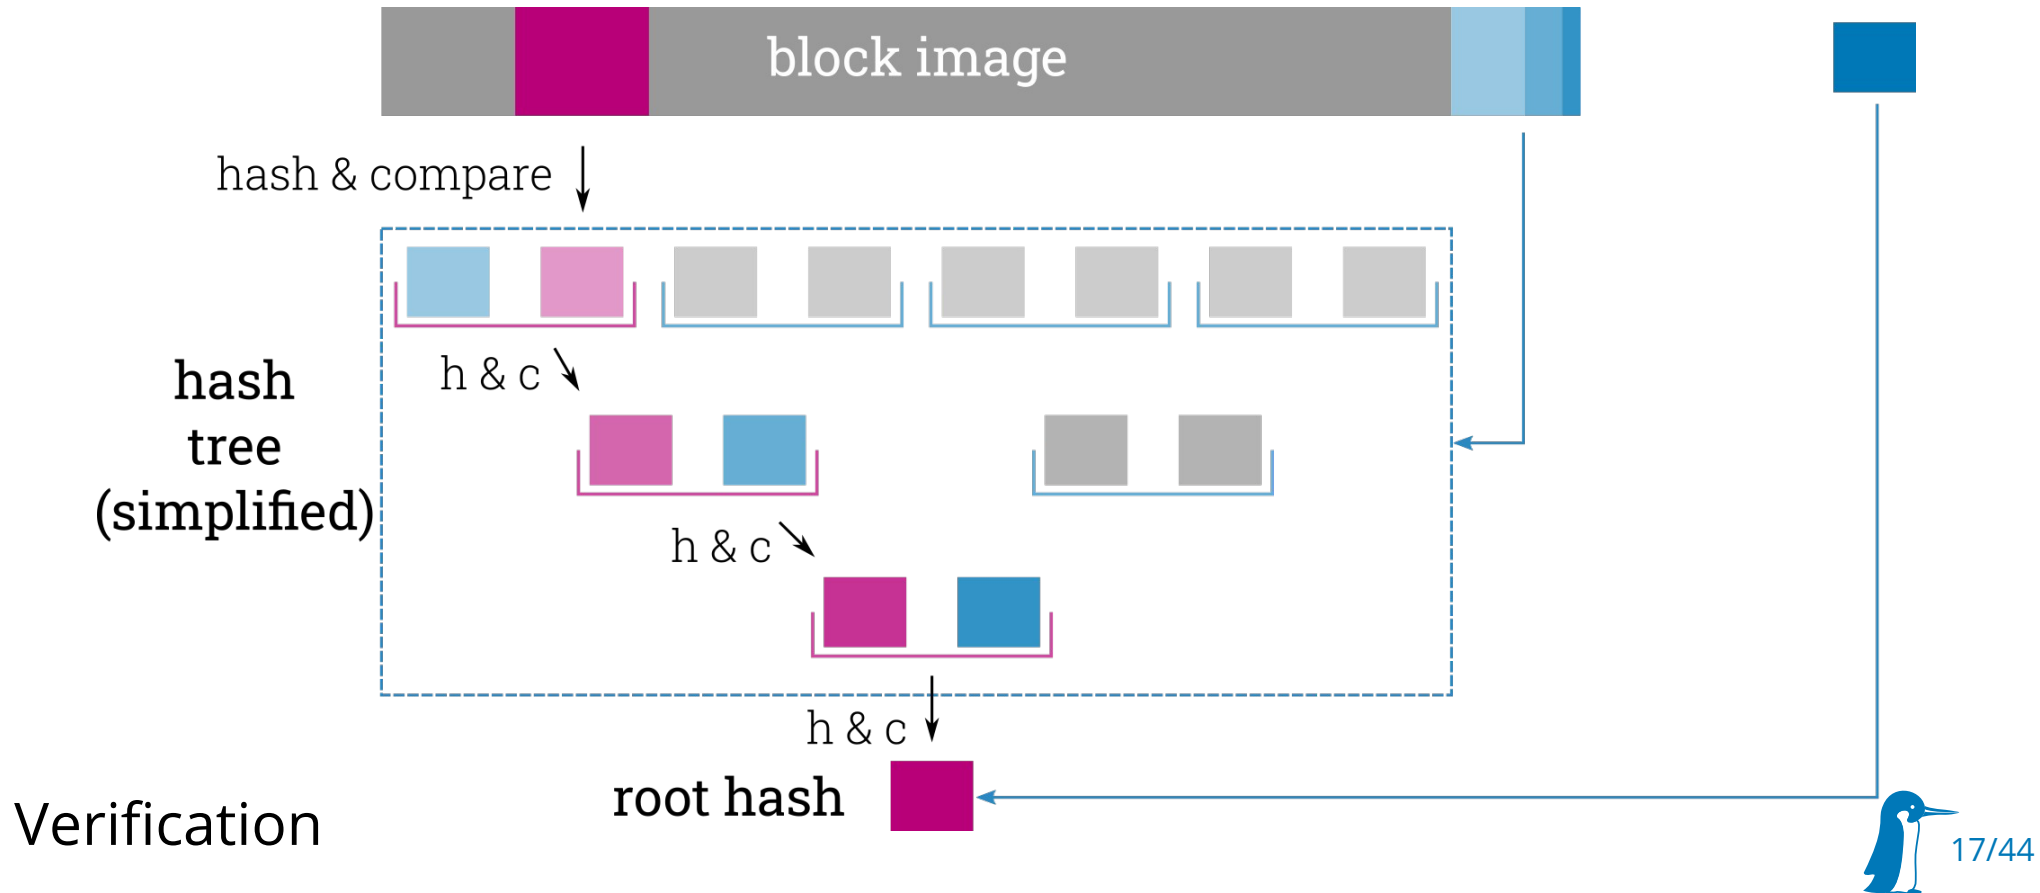 block image
hash & compare
h & c
hash
tree
(simplified)
h & c
h & c
root hash
Verification
17/44